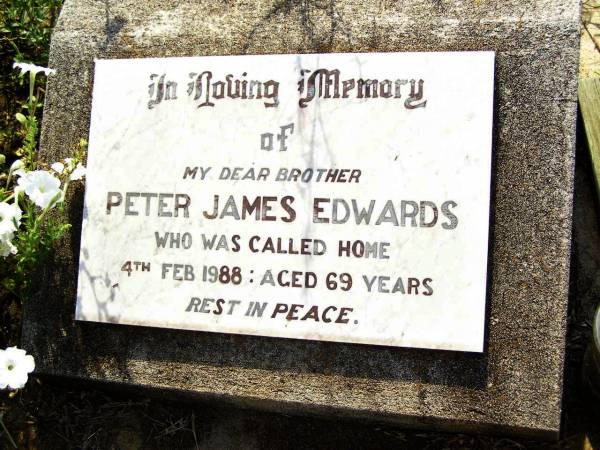 In Loving Memory
of
MY DEAR BROTHER
PETER JAMES EDWARDS
WHO WAS CALLED HOME
4TH FEB 1988 : AGED 69 YEARS
REST IN PEACE.